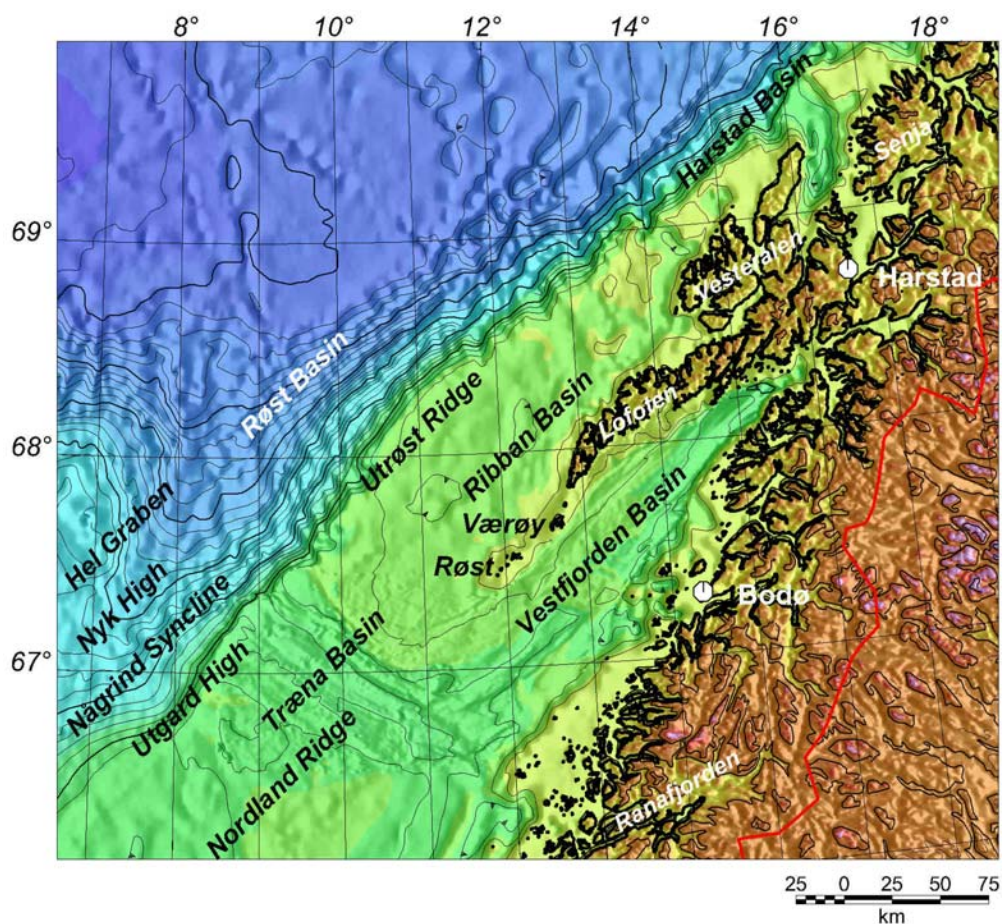 8° 10° 12° 14° 16° 18°
Harstad Basin
Senja
69°
Vesterålen
Harstad
Røst Basin
Utrøst Ridge
Ribban Basin
Lofoten
68°
Hel Graben
Værøy
Røst
Vestfjorden Basin
Bodø
Nyk High
Någrind Syncline
67°
Utgard High
Træna Basin
Nordland Ridge
Ranafjorden
25 0 25 50 75
km